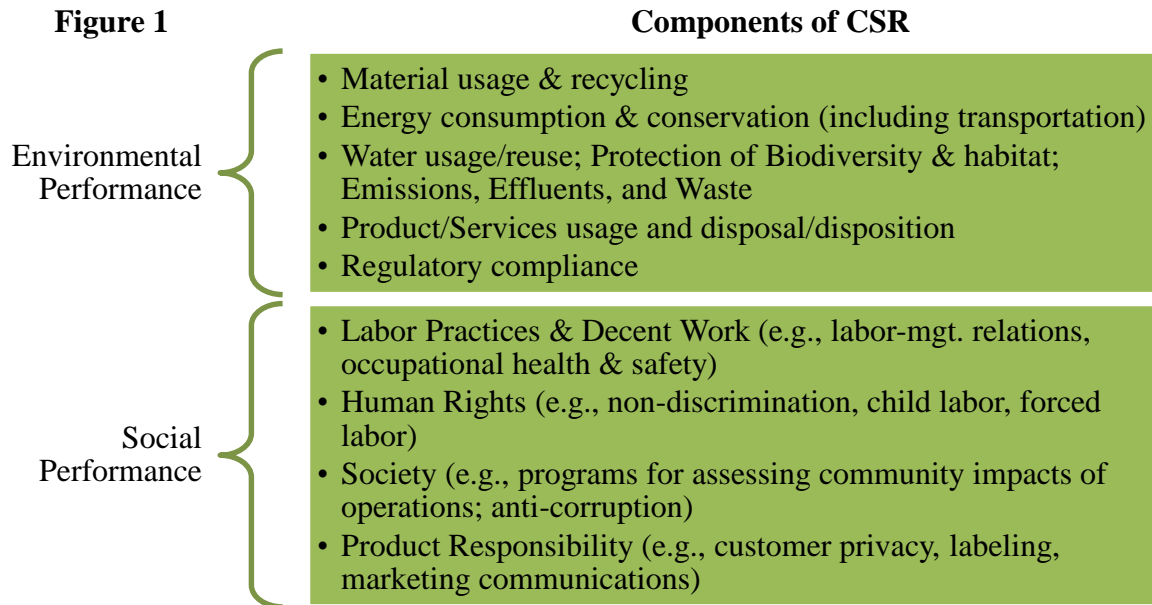 Figure 1
Components of CSR
Environmental
Performance
• Material usage & recycling
• Energy consumption & conservation (including transportation)
• Water usage/reuse; Protection of Biodiversity & habitat;
Emissions, Effluents, and Waste
• Product/Services usage and disposal/disposition
• Regulatory compliance
Social
Performance
• Labor Practices & Decent Work (e.g., labor-mgt. relations,
occupational health & safety)
• Human Rights (e.g., non-discrimination, child labor, forced
labor)
• Society (e.g., programs for assessing community impacts of
operations; anti-corruption)
• Product Responsibility (e.g., customer privacy, labeling,
marketing communications)